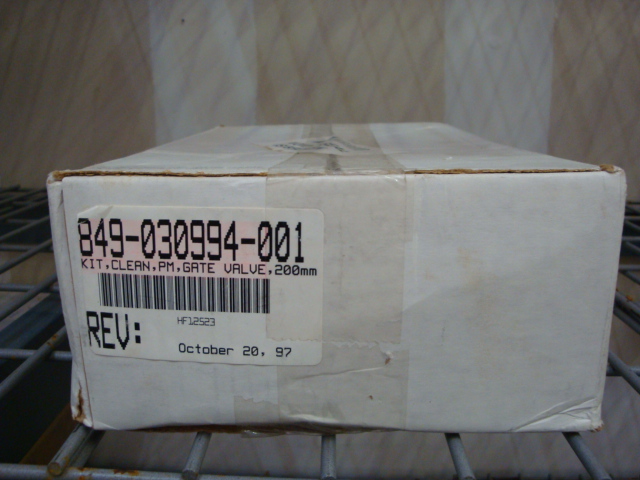 849-030994-001
KIT,CLEAN,PM,GATE VALVE,200mm
HF12523
REV:
October 20, 97